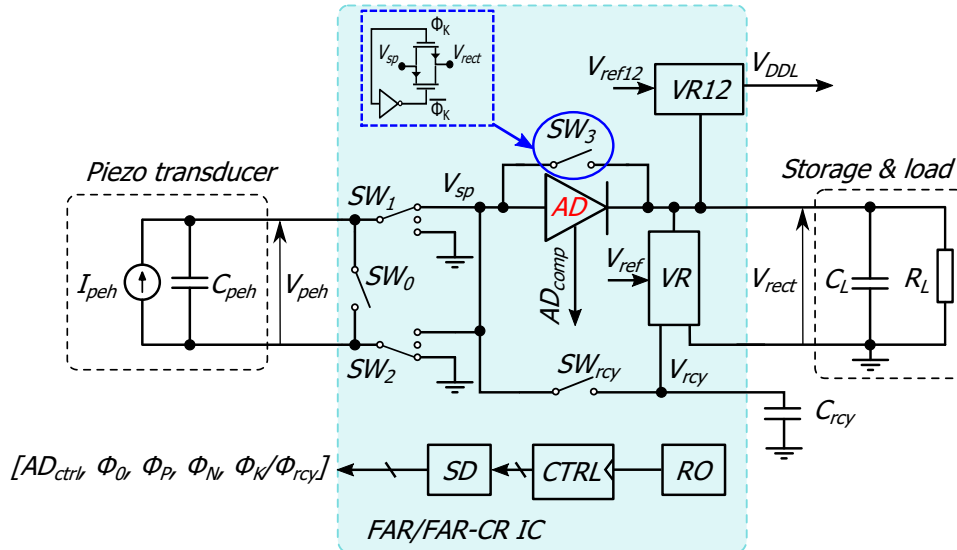 Φ_K
V_sp
V_rect
Φ̅_K
V_ref12
VR12
V_DDL
SW_3
Piezo transducer
Storage & load
SW_1
V_sp
AD
I_peh
C_peh
V_peh
SW_0
AD_comp
V_ref
VR
V_rect
C_L
R_L
SW_2
SW_rcy
V_rcy
C_rcy
[AD_ctrl, Φ_0, Φ_P, Φ_N, Φ_K/Φ_rcy]
SD
CTRL
RO
FAR/FAR-CR IC